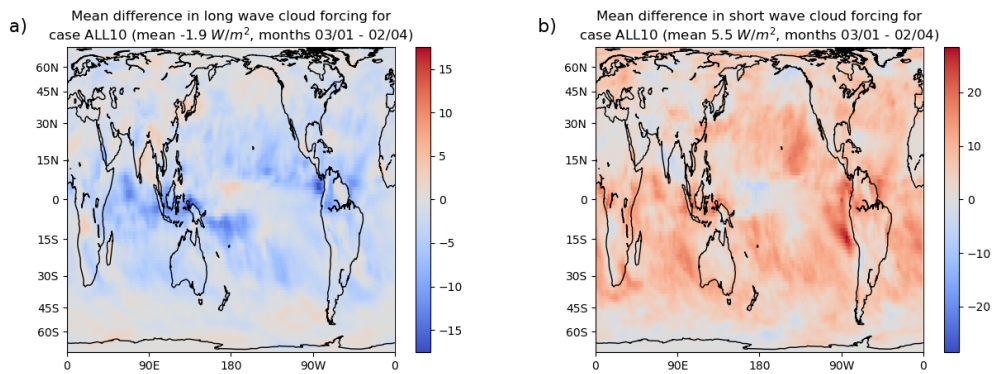 a)
Mean difference in long wave cloud forcing for
case ALL10 (mean -1.9 W/m², months 03/01 - 02/04)
60N
45N
30N
15N
0
15S
30S
45S
60S
0
90E
180
90W
0
15
10
5
0
−5
−10
−15
b)
Mean difference in short wave cloud forcing for
case ALL10 (mean 5.5 W/m², months 03/01 - 02/04)
60N
45N
30N
15N
0
15S
30S
45S
60S
0
90E
180
90W
0
20
10
0
−10
−20